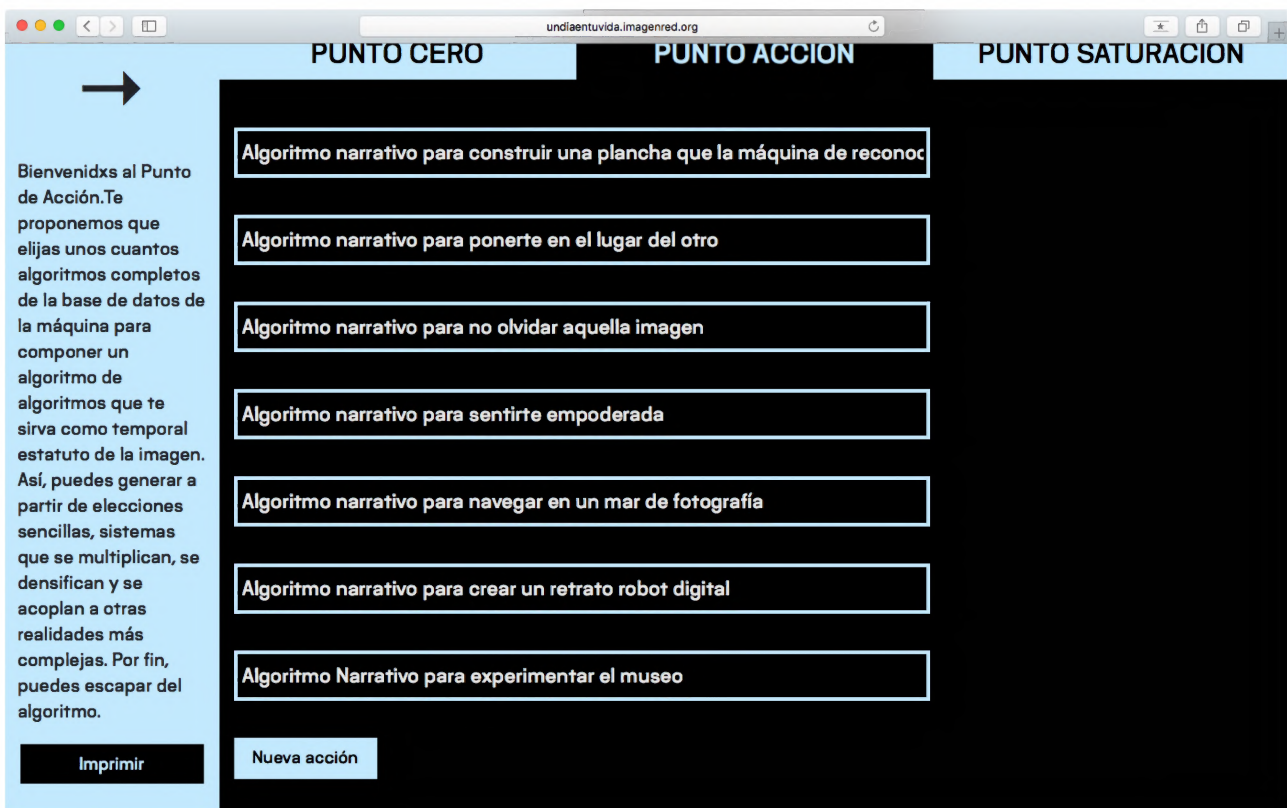 undiaentuvida.imagenred.org
PUNTO CERO
PUNTO ACCIÓN
PUNTO SATURACIÓN
Bienvenidxs al Punto
de Acción.Te
proponemos que
elijas unos cuantos
algoritmos completos
de la base de datos de
la máquina para
componer un
algoritmo de
algoritmos que te
sirva como temporal
estatuto de la imagen.
Así, puedes generar a
partir de elecciones
sencillas, sistemas
que se multiplican, se
densifican y se
acoplan a otras
realidades más
complejas. Por fin,
puedes escapar del
algoritmo.
Imprimir
Algoritmo narrativo para construir una plancha que la máquina de reconoc
Algoritmo narrativo para ponerte en el lugar del otro
Algoritmo narrativo para no olvidar aquella imagen
Algoritmo narrativo para sentirte empoderada
Algoritmo narrativo para navegar en un mar de fotografía
Algoritmo narrativo para crear un retrato robot digital
Algoritmo Narrativo para experimentar el museo
Nueva acción